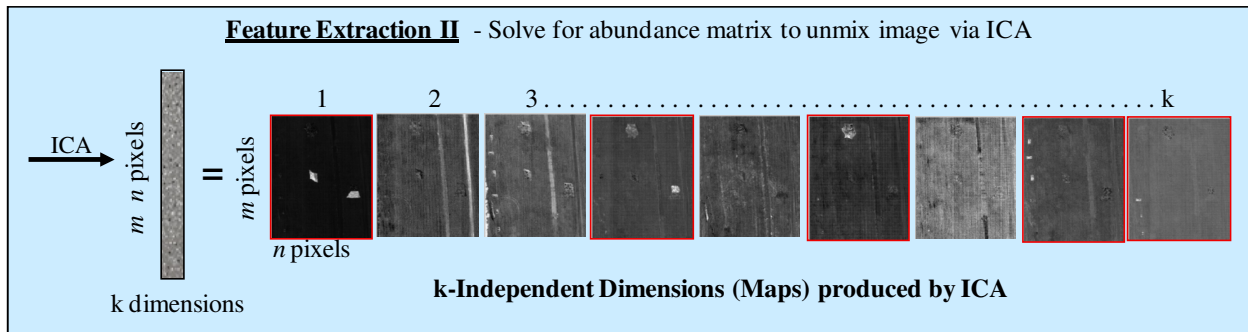 Feature Extraction II - Solve for abundance matrix to unmix image via ICA
1 2 3 . . . . . . . . . . . . . . . . . . . . . . . . . . . . . . . . . . . . . . . . . . . . . . . . . . k
ICA
m n pixels
=
m pixels
n pixels
k dimensions
k-Independent Dimensions (Maps) produced by ICA